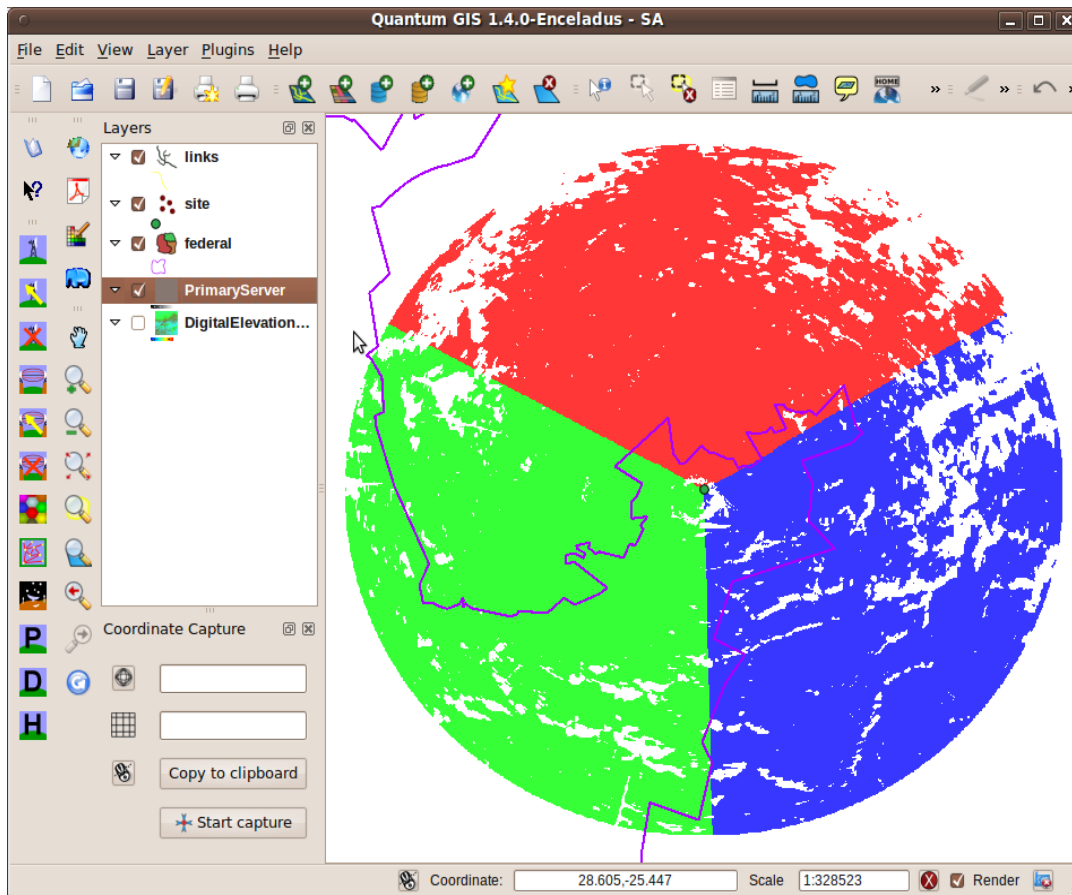 Quantum GIS 1.4.0-Enceladus - SA
File Edit View Layer Plugins Help
HOME
» » »
Layers
links
site
federal
PrimaryServer
DigitalElevation...
P
D
H
Coordinate Capture
Copy to clipboard
Start capture
Coordinate: 28.605,-25.447 Scale 1:328523 Render